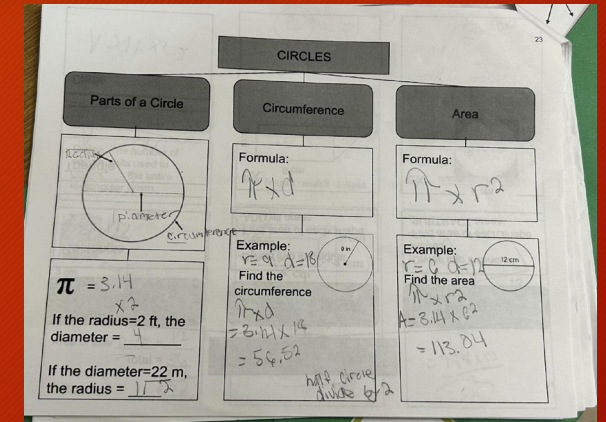 23
CIRCLES
Parts of a Circle
Circumference
Area
Diameter
circumference
π = 3.14
x2
If the radius=2 ft, the
diameter = 4
If the diameter=22 m,
the radius = 11
Formula:
π x d
Example:
9 in
r=9 d=18
Find the
circumference
π x d
= 3.14 x 18
= 56.52
half circle
divide by 2
Formula:
π x r2
Example:
12 cm
r= 6 d=12
Find the area
π x r2
A= 3.14 x 62
= 113.04